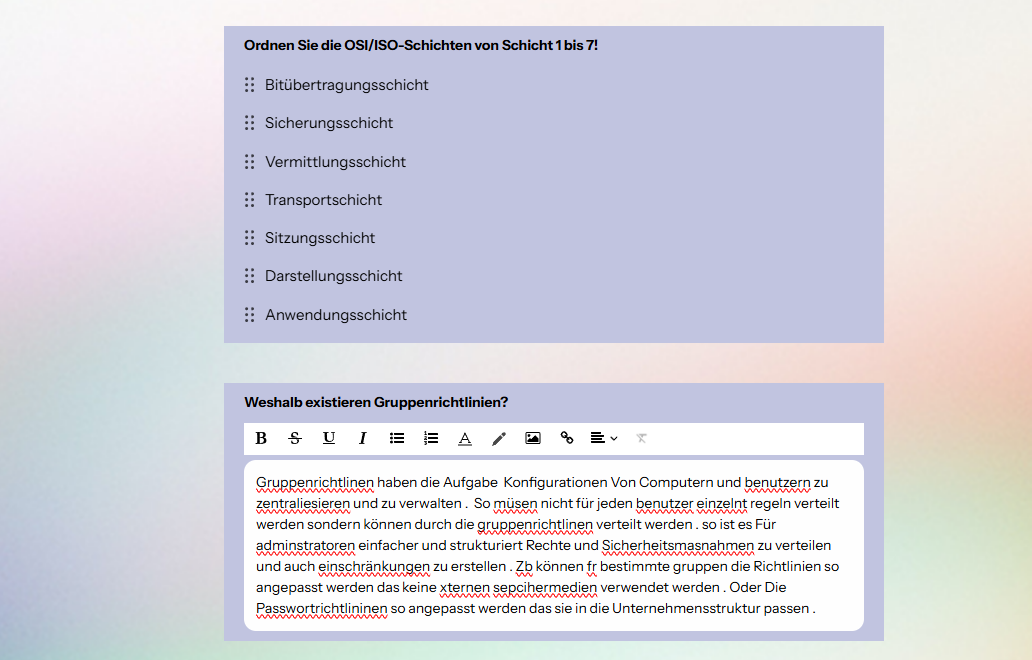 Ordnen Sie die OSI/ISO-Schichten von Schicht 1 bis 7!
Bitübertragungsschicht
Sicherungsschicht
Vermittlungsschicht
Transportschicht
Sitzungsschicht
Darstellungsschicht
Anwendungsschicht
Weshalb existieren Gruppenrichtlinien?
B S U I A
Gruppenrichtlinen haben die Aufgabe Konfigurationen Von Computern und benutzern zu
zentraliesieren und zu verwalten . So müsen nicht für jeden benutzer einzelnt regeln verteilt
werden sondern können durch die gruppenrichtlinen verteilt werden . so ist es Für
adminstratoren einfacher und strukturiert Rechte und Sicherheitsmasnahmen zu verteilen
und auch einschränkungen zu erstellen . Zb können fr bestimmte gruppen die Richtlinien so
angepasst werden das keine xternen sepcihermedien verwendet werden . Oder Die
Passwortrichtlininen so angepasst werden das sie in die Unternehmensstruktur passen .